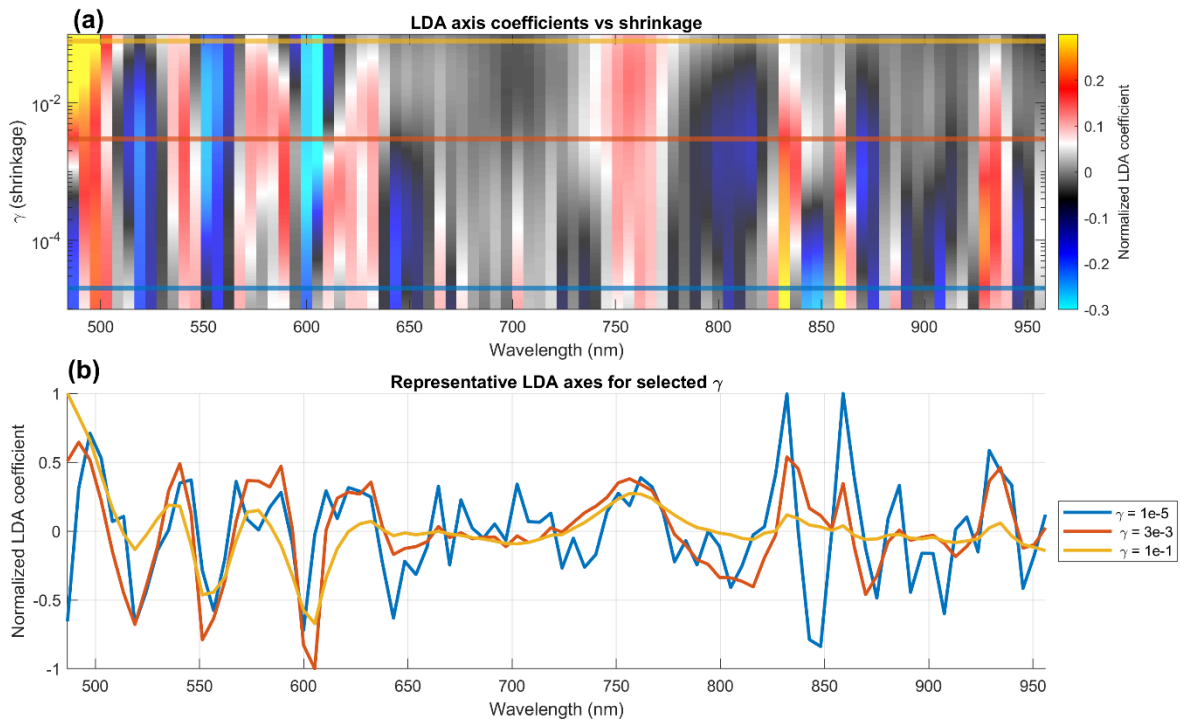 (a)
LDA axis coefficients vs shrinkage
γ (shrinkage)
10⁻²
10⁻⁴
500 550 600 650 700 750 800 850 900 950
Wavelength (nm)
0.2
0.1
0
-0.1
-0.2
-0.3
Normalized LDA coefficient
(b)
Representative LDA axes for selected γ
Normalized LDA coefficient
1
0.5
0
-0.5
-1
500 550 600 650 700 750 800 850 900 950
Wavelength (nm)
γ = 1e-5
γ = 3e-3
γ = 1e-1